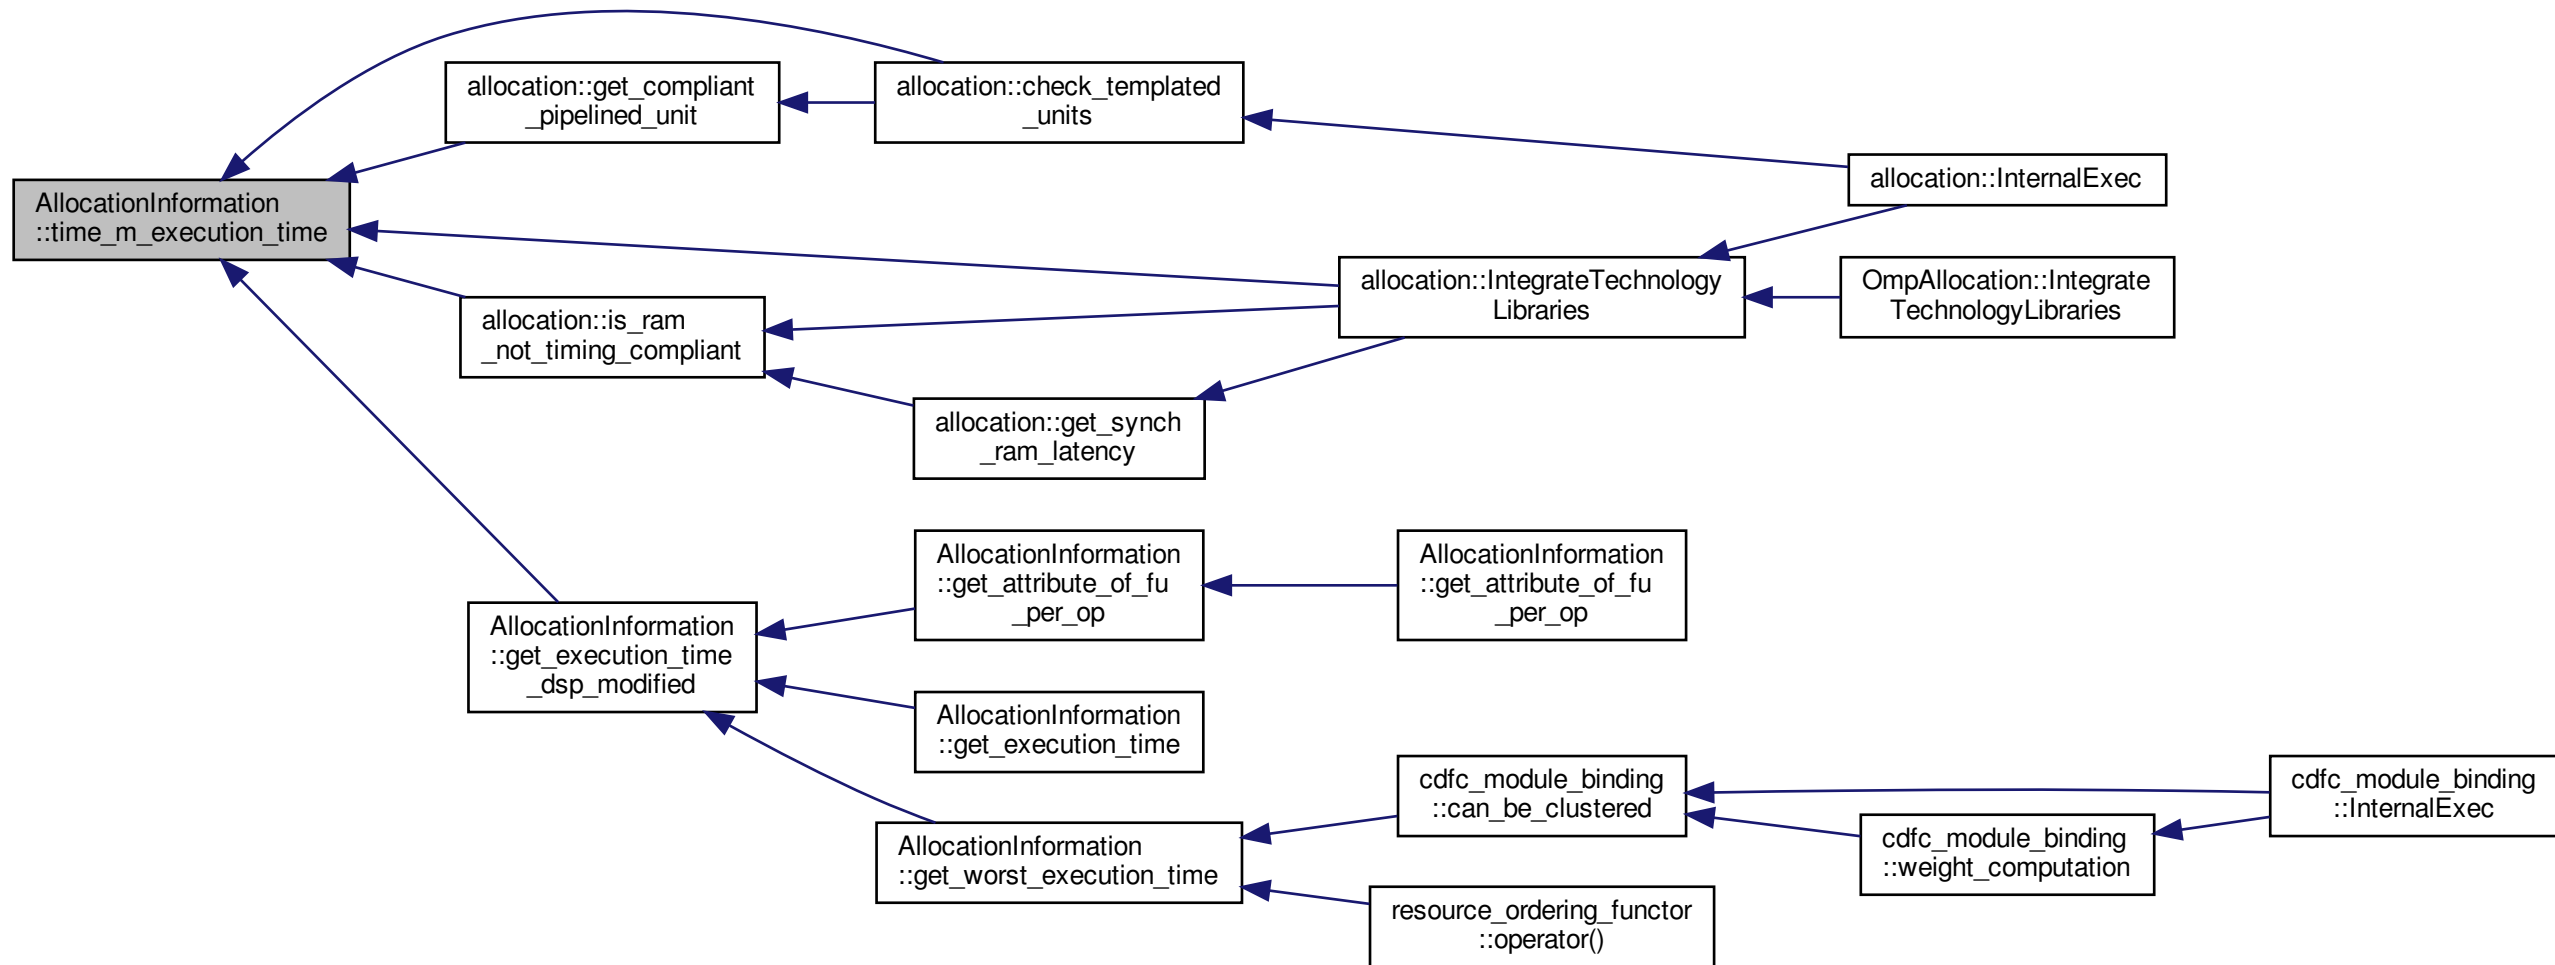 allocation::get_compliant
_pipelined_unit
allocation::check_templated
_units
allocation::InternalExec
AllocationInformation
::time_m_execution_time
allocation::IntegrateTechnology
Libraries
OmpAllocation::Integrate
TechnologyLibraries
allocation::is_ram
_not_timing_compliant
allocation::get_synch
_ram_latency
AllocationInformation
::get_attribute_of_fu
_per_op
AllocationInformation
::get_attribute_of_fu
_per_op
AllocationInformation
::get_execution_time
_dsp_modified
AllocationInformation
::get_execution_time
cdfc_module_binding
::can_be_clustered
cdfc_module_binding
::InternalExec
cdfc_module_binding
::weight_computation
AllocationInformation
::get_worst_execution_time
resource_ordering_functor
::operator()